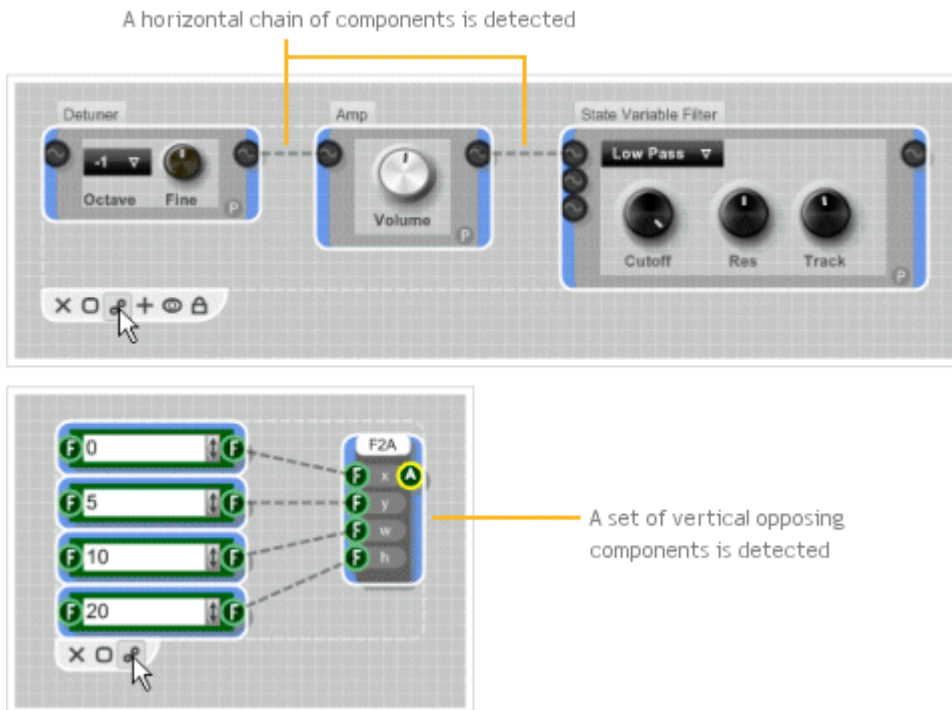 A horizontal chain of components is detected
Detuner
Amp
State Variable Filter
-1
Low Pass
Octave Fine
P
Volume
P
Cutoff Res Track
P
F 0 F
F2A
F x A
F 5 F
F y
F 10 F
F w
F h
F 20 F
A set of vertical opposing
components is detected